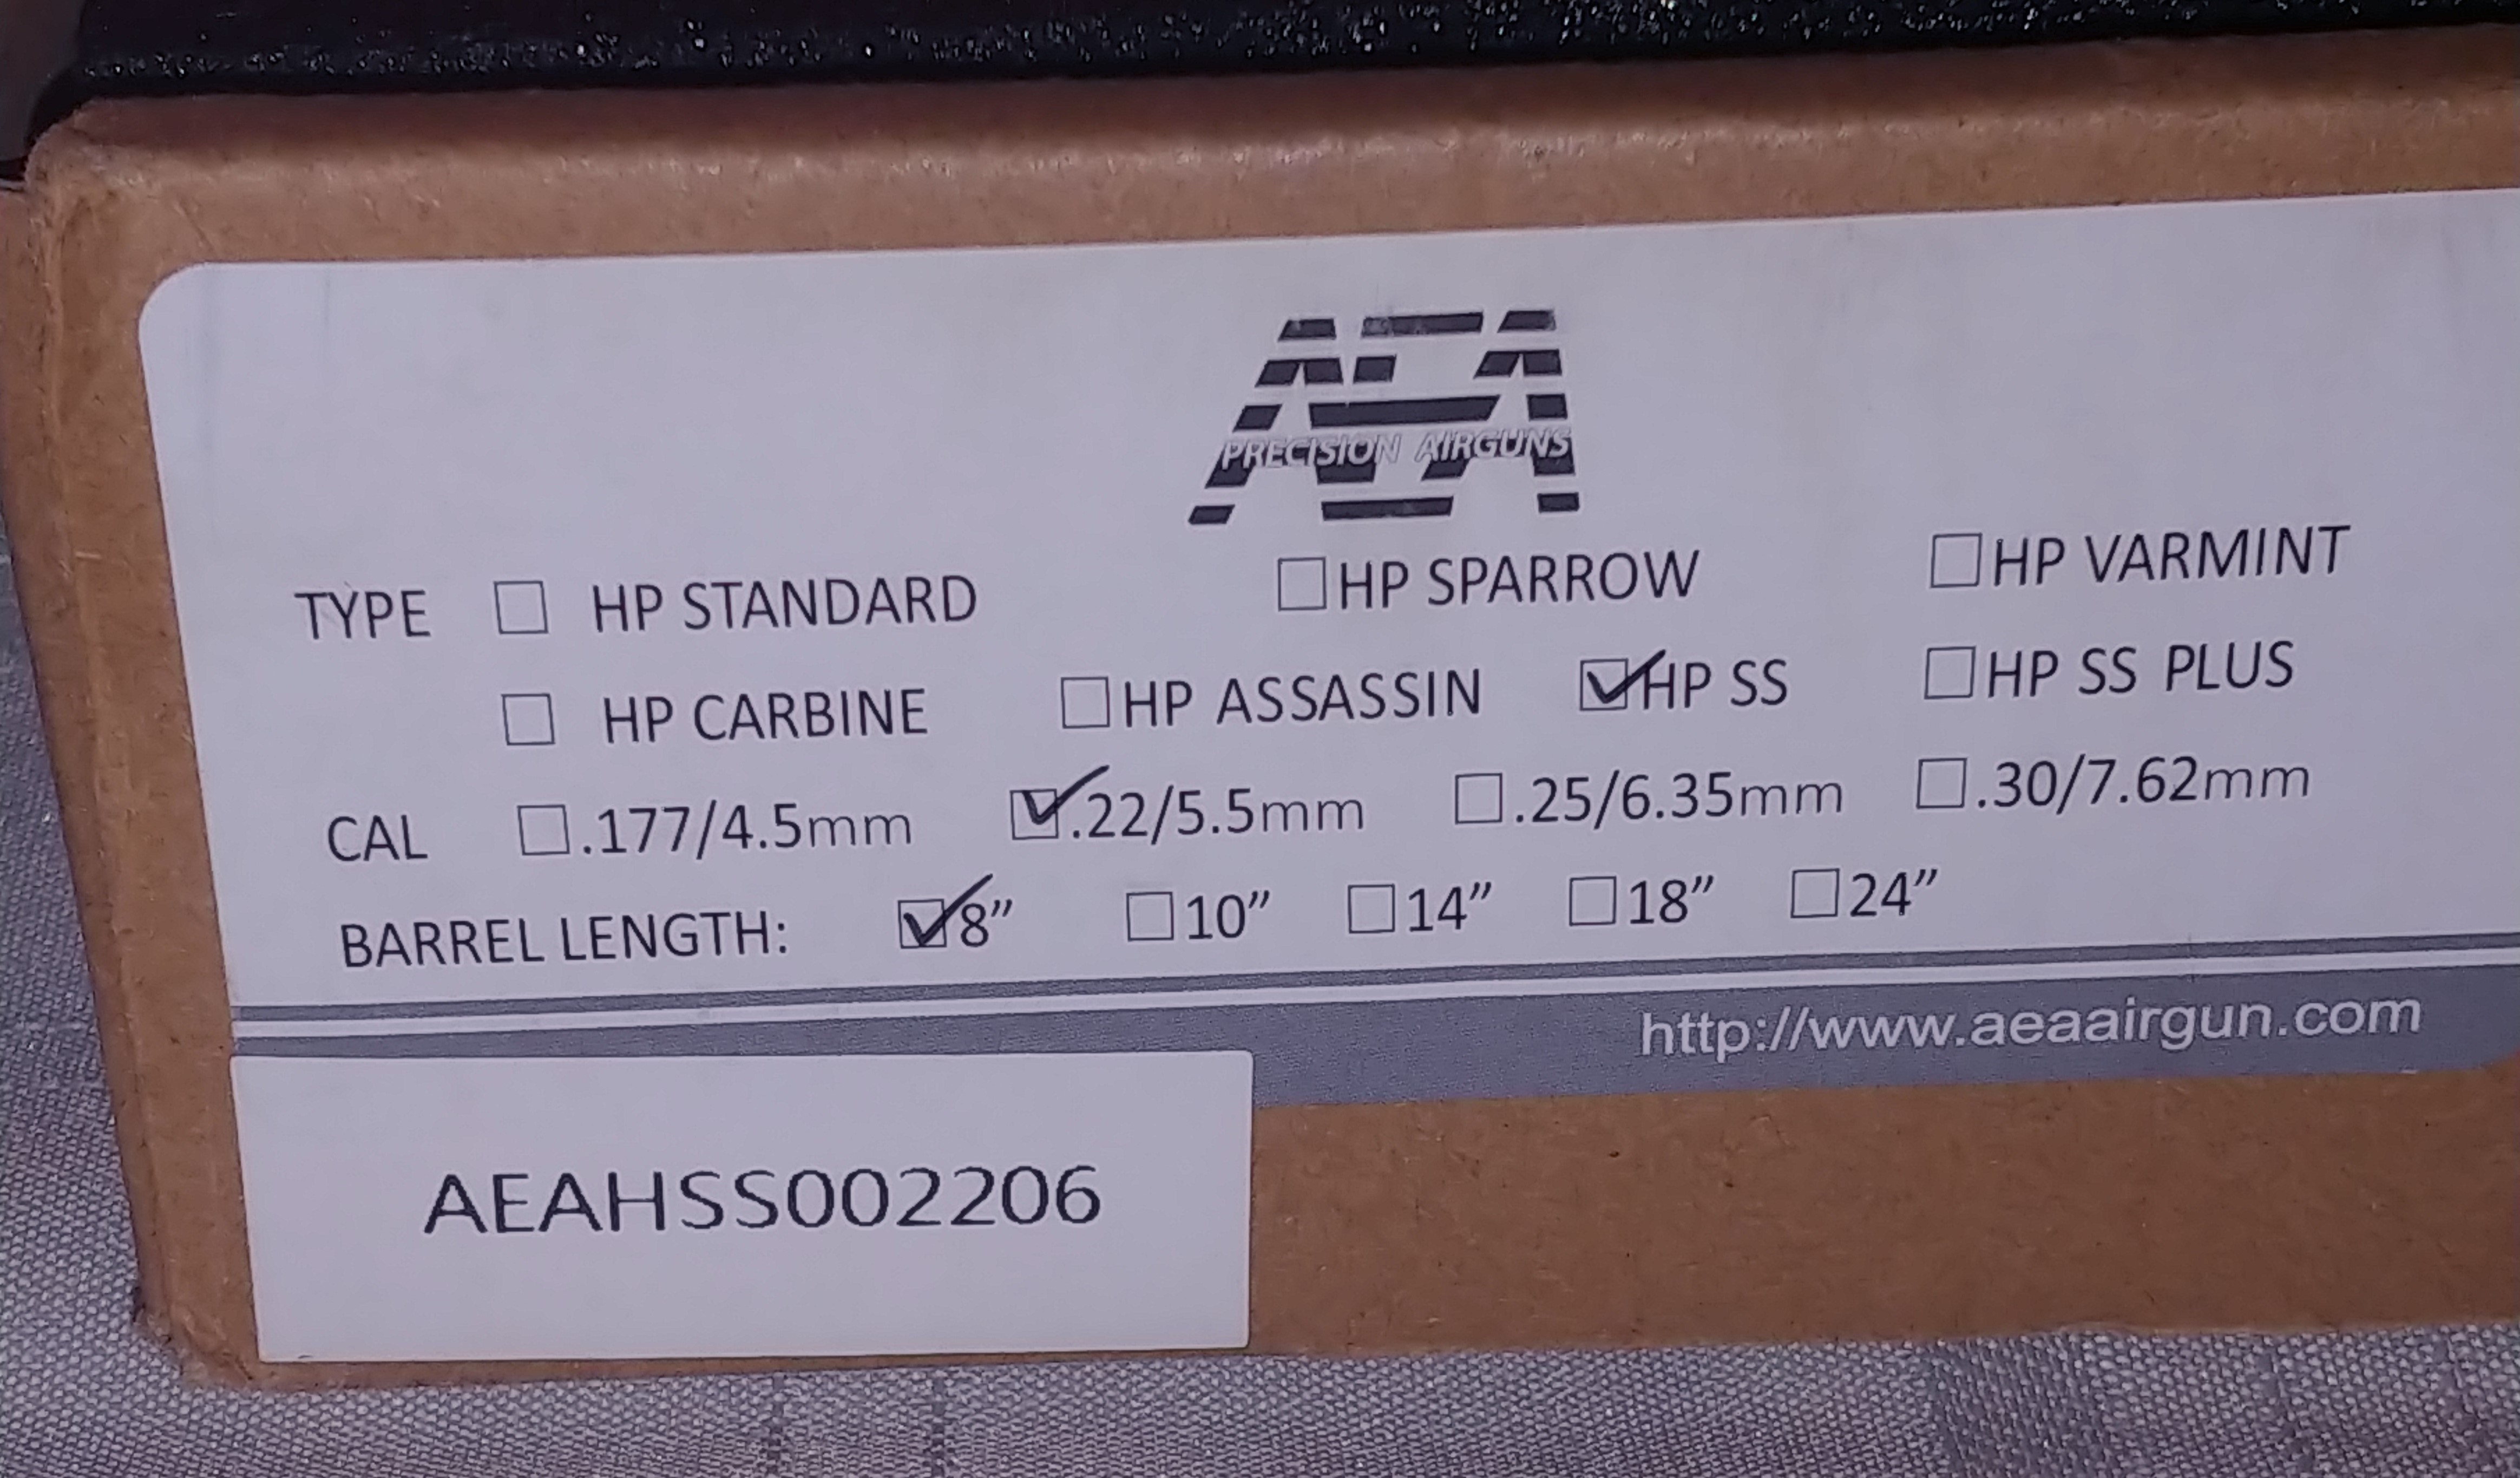 AEA
PRECISION AIRGUNS
TYPE HP STANDARD HP SPARROW HP VARMINT
HP CARBINE HP ASSASSIN HP SS HP SS PLUS
CAL .177/4.5mm .22/5.5mm .25/6.35mm .30/7.62mm
BARREL LENGTH: 8” 10” 14” 18” 24”
http://www.aeaairgun.com
AEAHSS002206